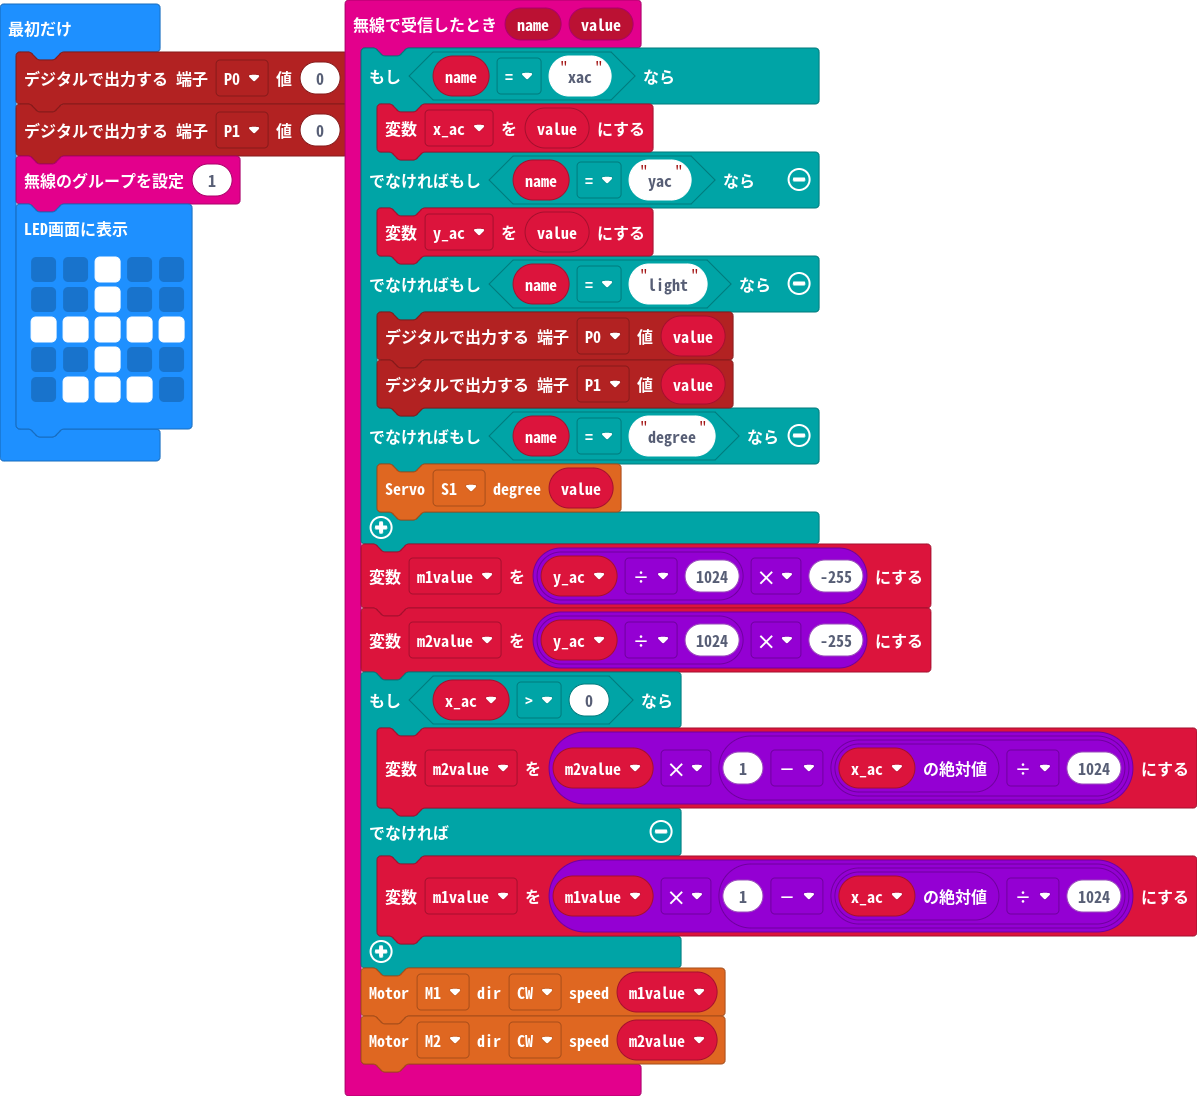 最初だけ
デジタルで出力する 端子 P0 値 0
デジタルで出力する 端子 P1 値 0
無線のグループを設定 1
LED画面に表示
無線で受信したとき name value
もし name = "xac" なら
変数 x_ac を value にする
でなければもし name = "yac" なら
変数 y_ac を value にする
でなければもし name = "light" なら
デジタルで出力する 端子 P0 値 value
デジタルで出力する 端子 P1 値 value
でなければもし name = "degree" なら
Servo S1 degree value
変数 m1value を y_ac ÷ 1024 × -255 にする
変数 m2value を y_ac ÷ 1024 × -255 にする
もし x_ac > 0 なら
変数 m2value を m2value × 1 - x_ac の絶対値 ÷ 1024 にする
でなければ
変数 m1value を m1value × 1 - x_ac の絶対値 ÷ 1024 にする
Motor M1 dir CW speed m1value
Motor M2 dir CW speed m2value